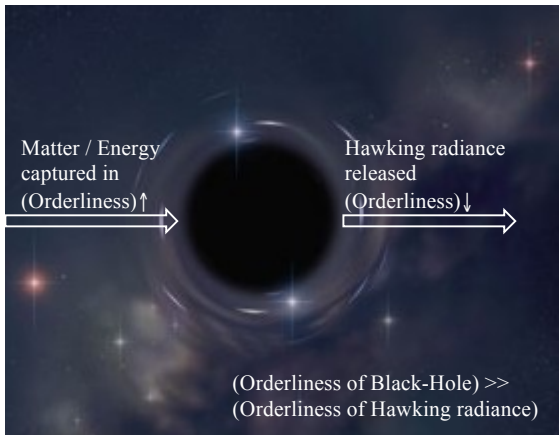 Matter / Energy
captured in
(Orderliness)↑
Hawking radiance
released
(Orderliness)↓
(Orderliness of Black-Hole) >>
(Orderliness of Hawking radiance)